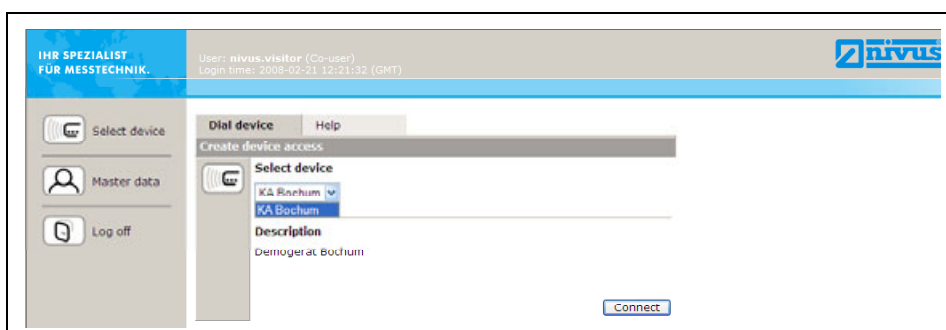 IHR SPEZIALIST
FÜR MESSTECHNIK.
User: nivus.visitor (Co-user)
Login time: 2008-02-21 12:21:32 (GMT)
nivus
Select device
Master data
Log off
Dial device Help
Create device access
Select device
KA Bochum
KA Bochum
Description
Demogerät Bochum
Connect